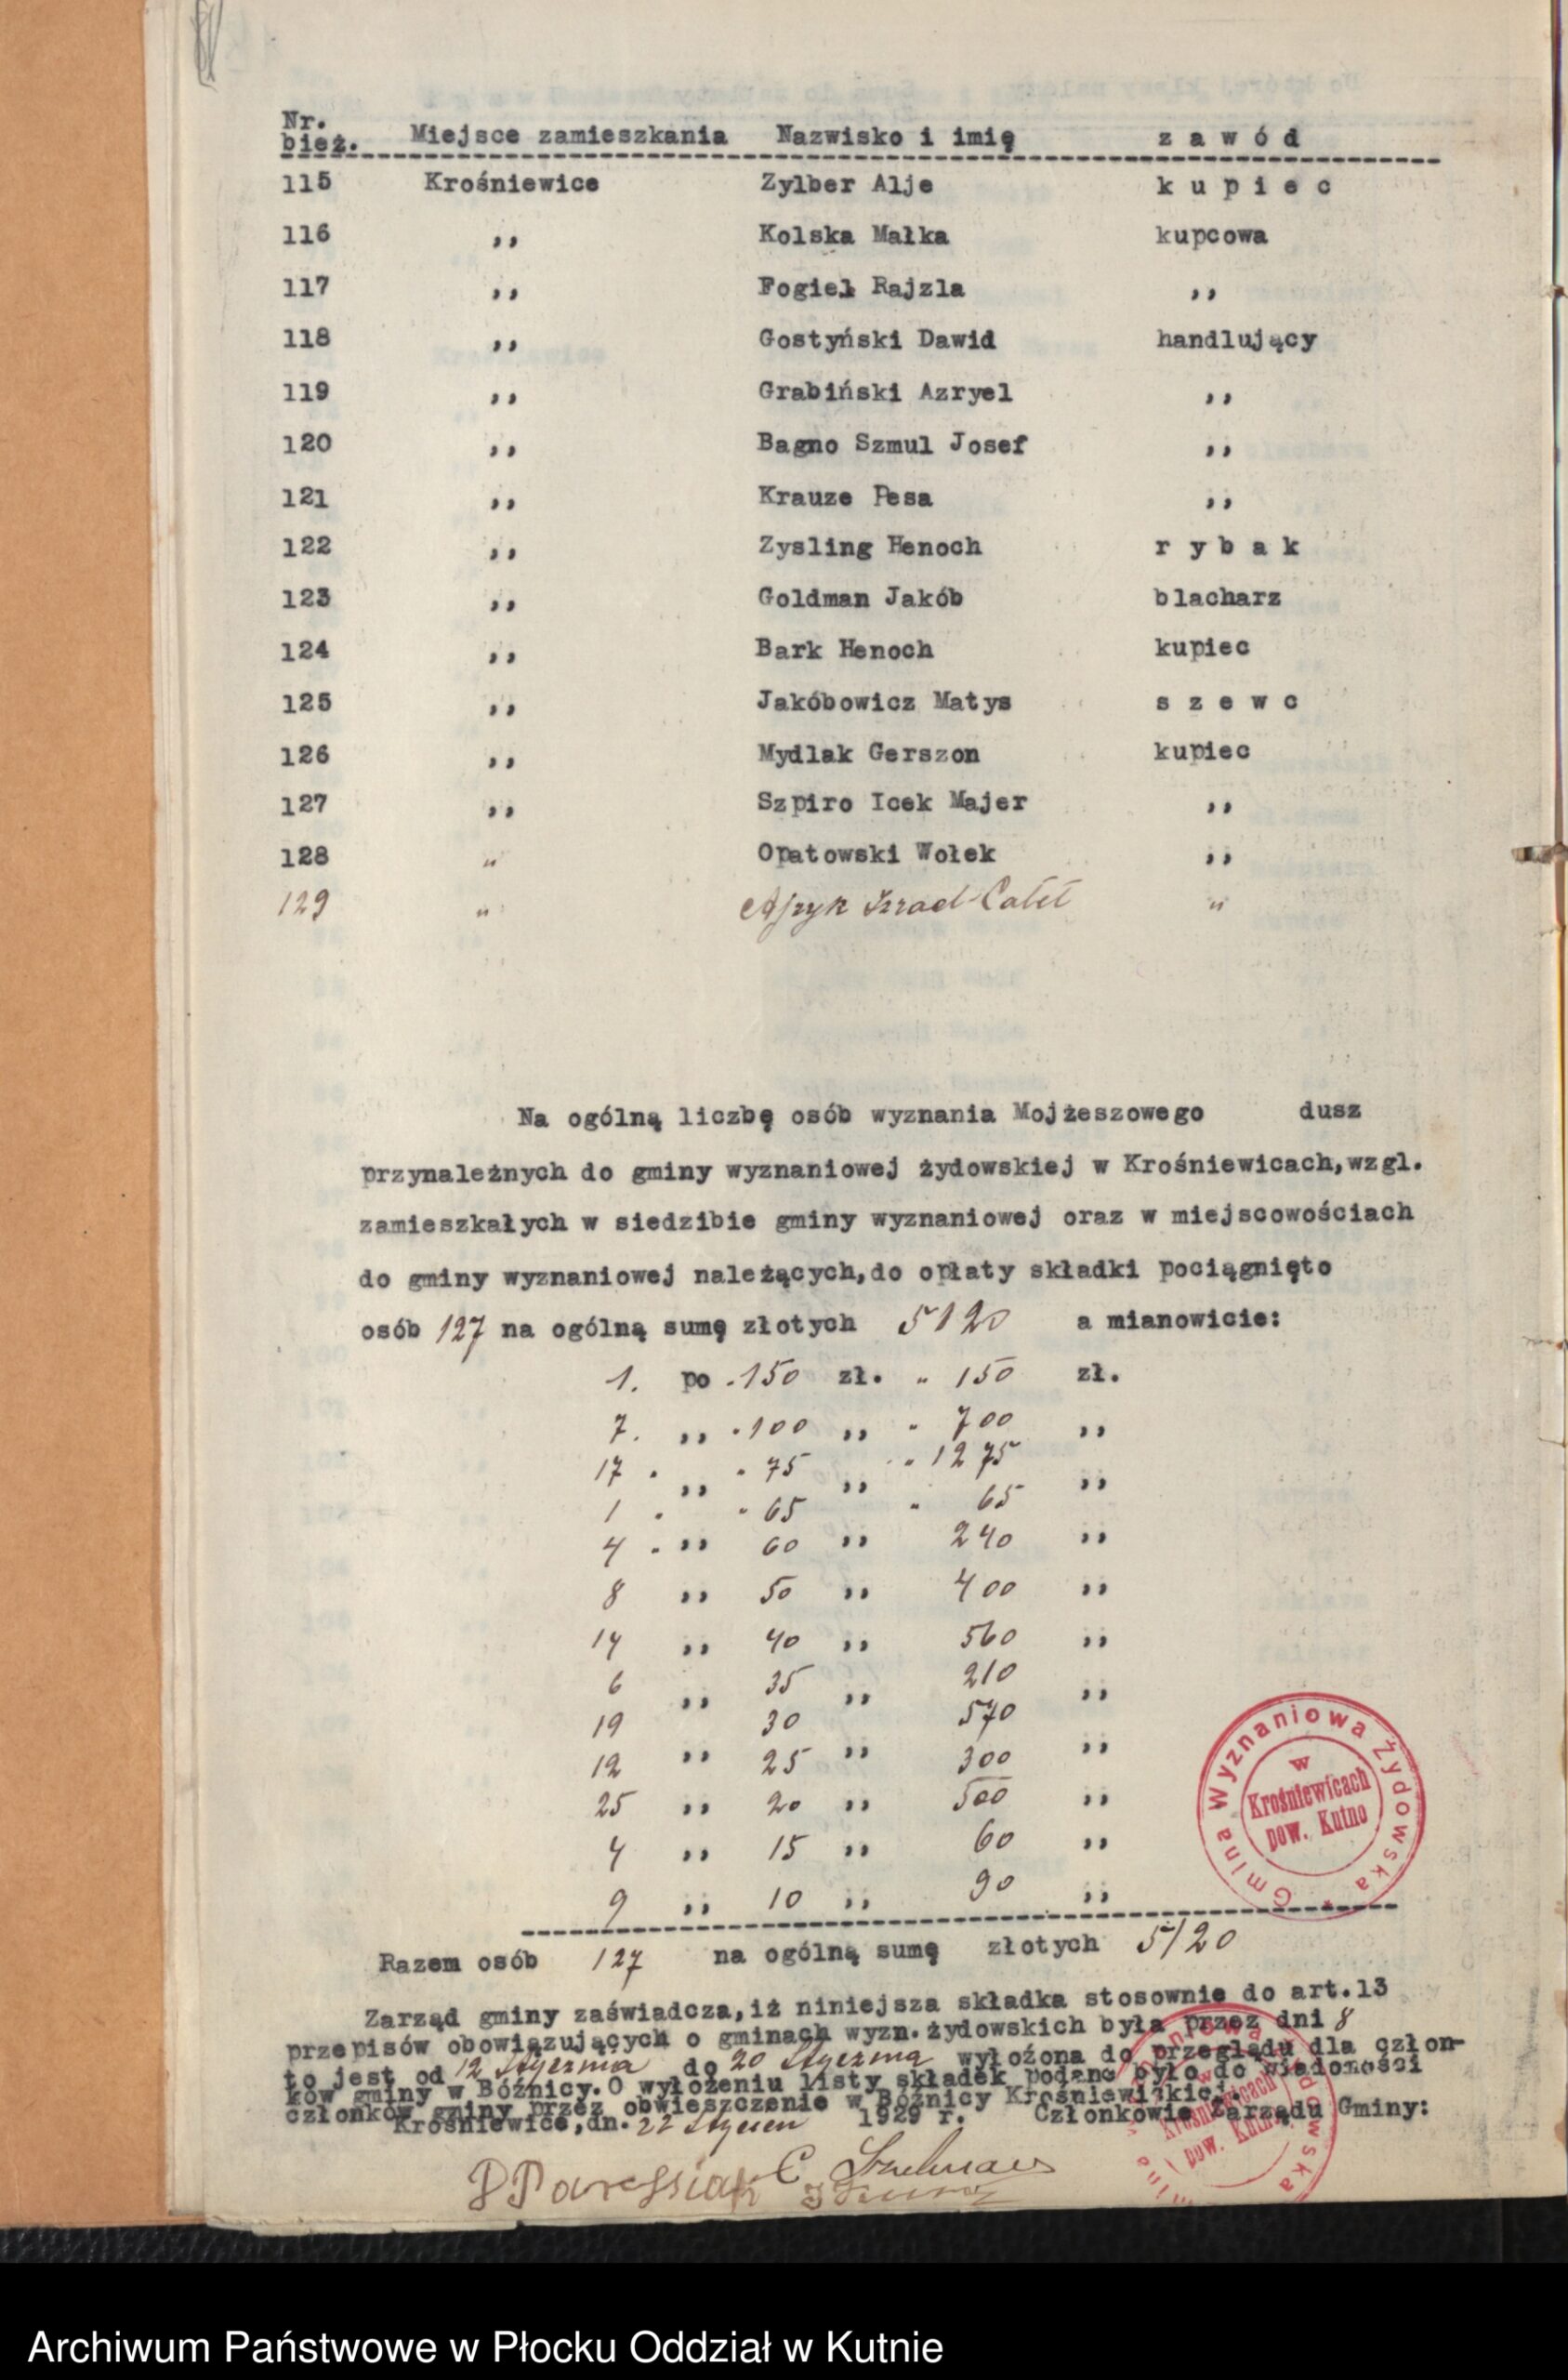 Nr.
bież. Miejsce zamieszkania Nazwisko i imię z a w ó d
115 Krośniewice Zylber Alje k u p i e c
116 ,, Kolska Małka kupcowa
117 ,, Fogiel Rajzla ,,
118 ,, Gostyński Dawid handlujący
119 ,, Grabiński Azryel ,,
120 ,, Bagno Szmul Josef ,,
121 ,, Krauze Pesa ,,
122 ,, Zysling Henoch r y b a k
123 ,, Goldman Jakób blacharz
124 ,, Bark Henoch kupiec
125 ,, Jakóbowicz Matys s z e w c
126 ,, Mydlak Gerszon kupiec
127 ,, Szpiro Icek Majer ,,
128 " Opatowski Wołek ,,
129 " "
Na ogólną liczbę osób wyznania Mojżeszowego dusz
przynależnych do gminy wyznaniowej żydowskiej w Krośniewicach,wzgl.
zamieszkałych w siedzibie gminy wyznaniowej oraz w miejscowościach
do gminy wyznaniowej należących,do opłaty składki pociągnięto
osób 127 na ogólną sumę złotych 5120 a mianowicie:
1. po 150 zł. " 150 zł.
7. ,, 100 ,, " 700 ,,
17 ,, 75 ,, " 1275 ,,
1 " 65 " 65
4 ,, 60 ,, 240 ,,
8 ,, 50 ,, 400 ,,
14 ,, 40 ,, 560 ,,
6 ,, 35 ,, 210 ,,
19 30 570
12 ,, 25 ,, 300 ,,
25 ,, 20 ,, 500 ,,
4 ,, 15 ,, 60 ,,
9 ,, 10 ,, 90 ,,
Gmina Wyznaniowa Żydowska
w
Krośniewicach
pow. Kutno
Razem osób 127 na ogólną sumę złotych 5120
Zarząd gminy zaświadcza,iż niniejsza składka stosownie do art.13
przepisów obowiązujących o gminach wyzn.żydowskich była przez dni 8
to jest od 12 Stycznia do 20 Stycznia wyłożona do przeglądu dla człon-
ków gminy w Bóźnicy.O wyłożeniu listy składek podano było do wiadomości
członków gminy przez obwieszczenie w Bóźnicy Krośniewickiej.
Krośniewice,dn. 22 1929 r. Członkowie Zarządu Gminy:
Krośniewicach
pow. Kutno
Archiwum Państwowe w Płocku Oddział w Kutnie